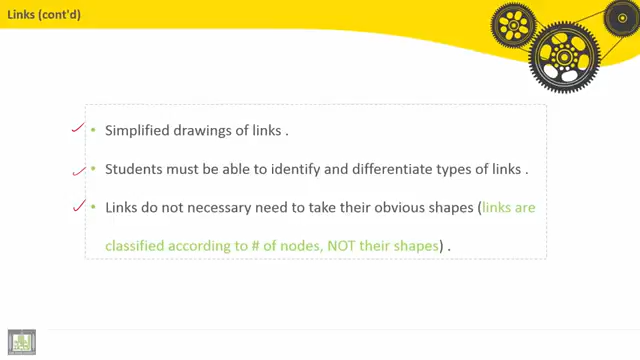 Links (cont'd)
• Simplified drawings of links .
• Students must be able to identify and differentiate types of links .
• Links do not necessary need to take their obvious shapes (links are
classified according to # of nodes, NOT their shapes) .